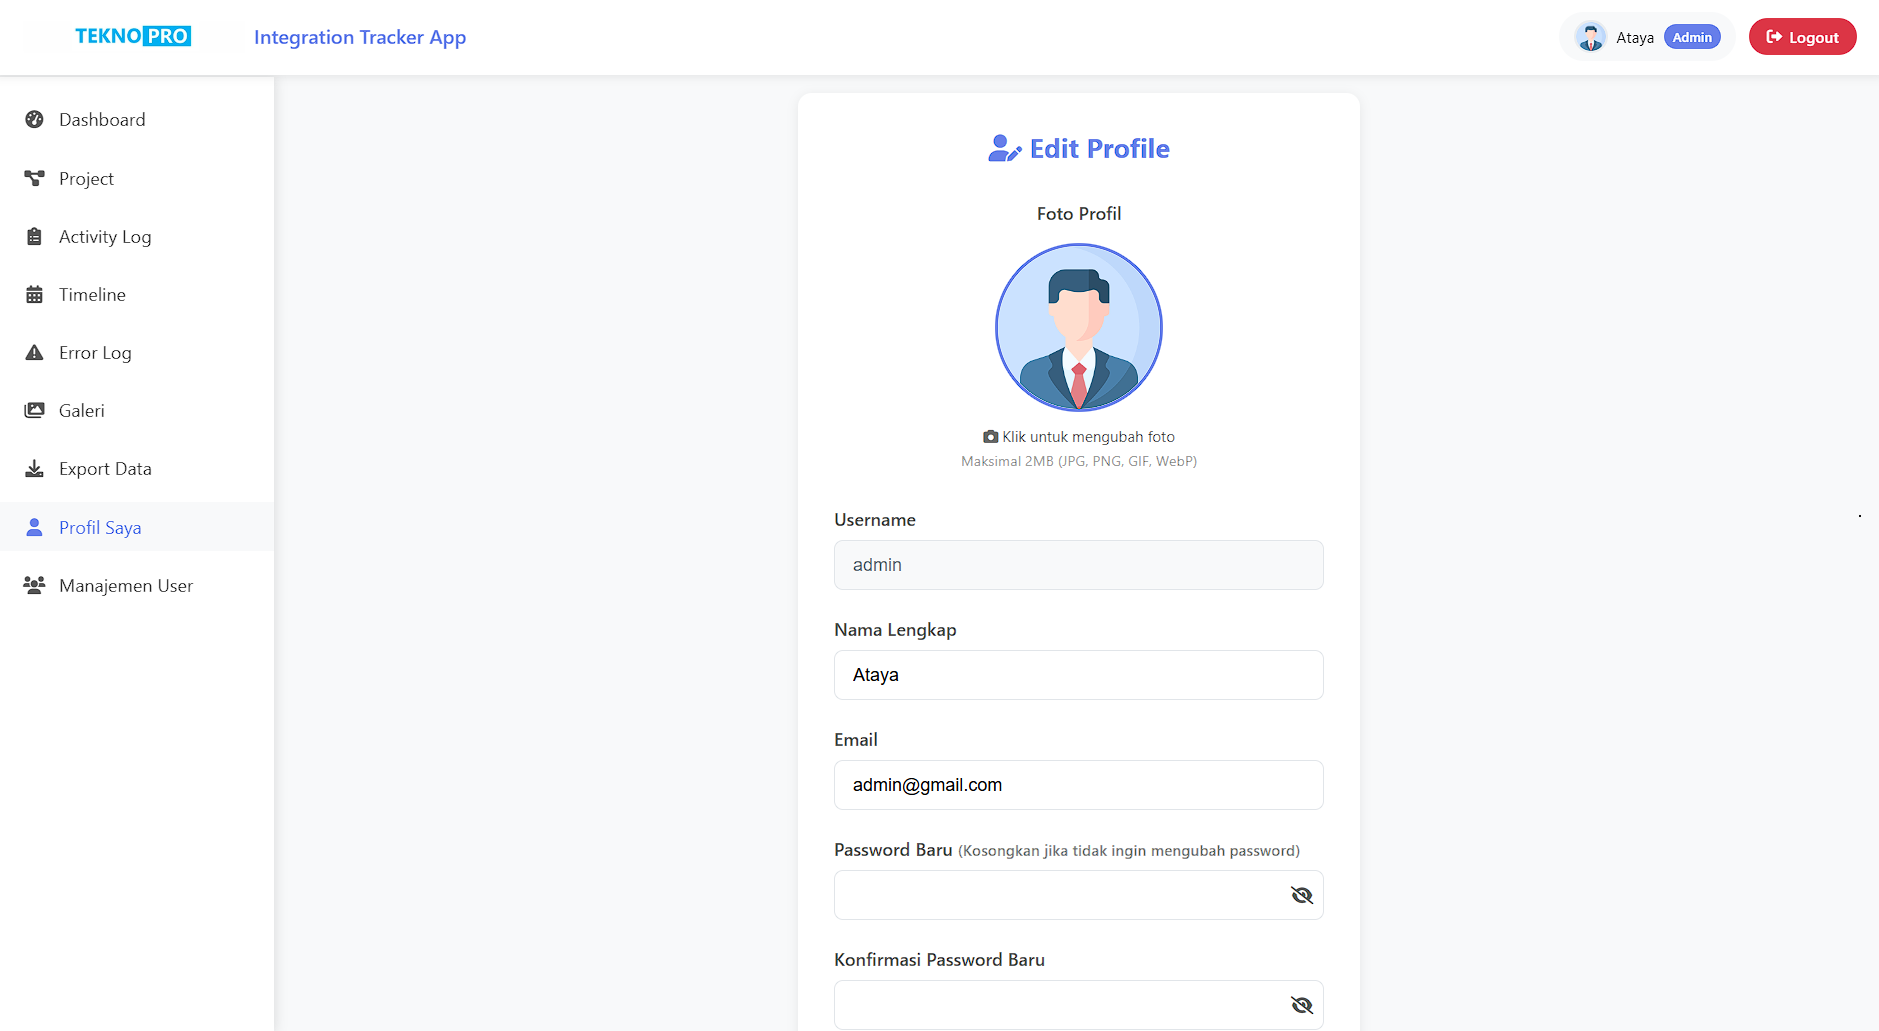 TEKNO PRO
Integration Tracker App
Ataya
Admin
Logout
Dashboard
Project
Activity Log
Timeline
Error Log
Galeri
Export Data
Profil Saya
Manajemen User
Edit Profile
Foto Profil
Klik untuk mengubah foto
Maksimal 2MB (JPG, PNG, GIF, WebP)
Username
admin
Nama Lengkap
Ataya
Email
admin@gmail.com
Password Baru (Kosongkan jika tidak ingin mengubah password)
Konfirmasi Password Baru